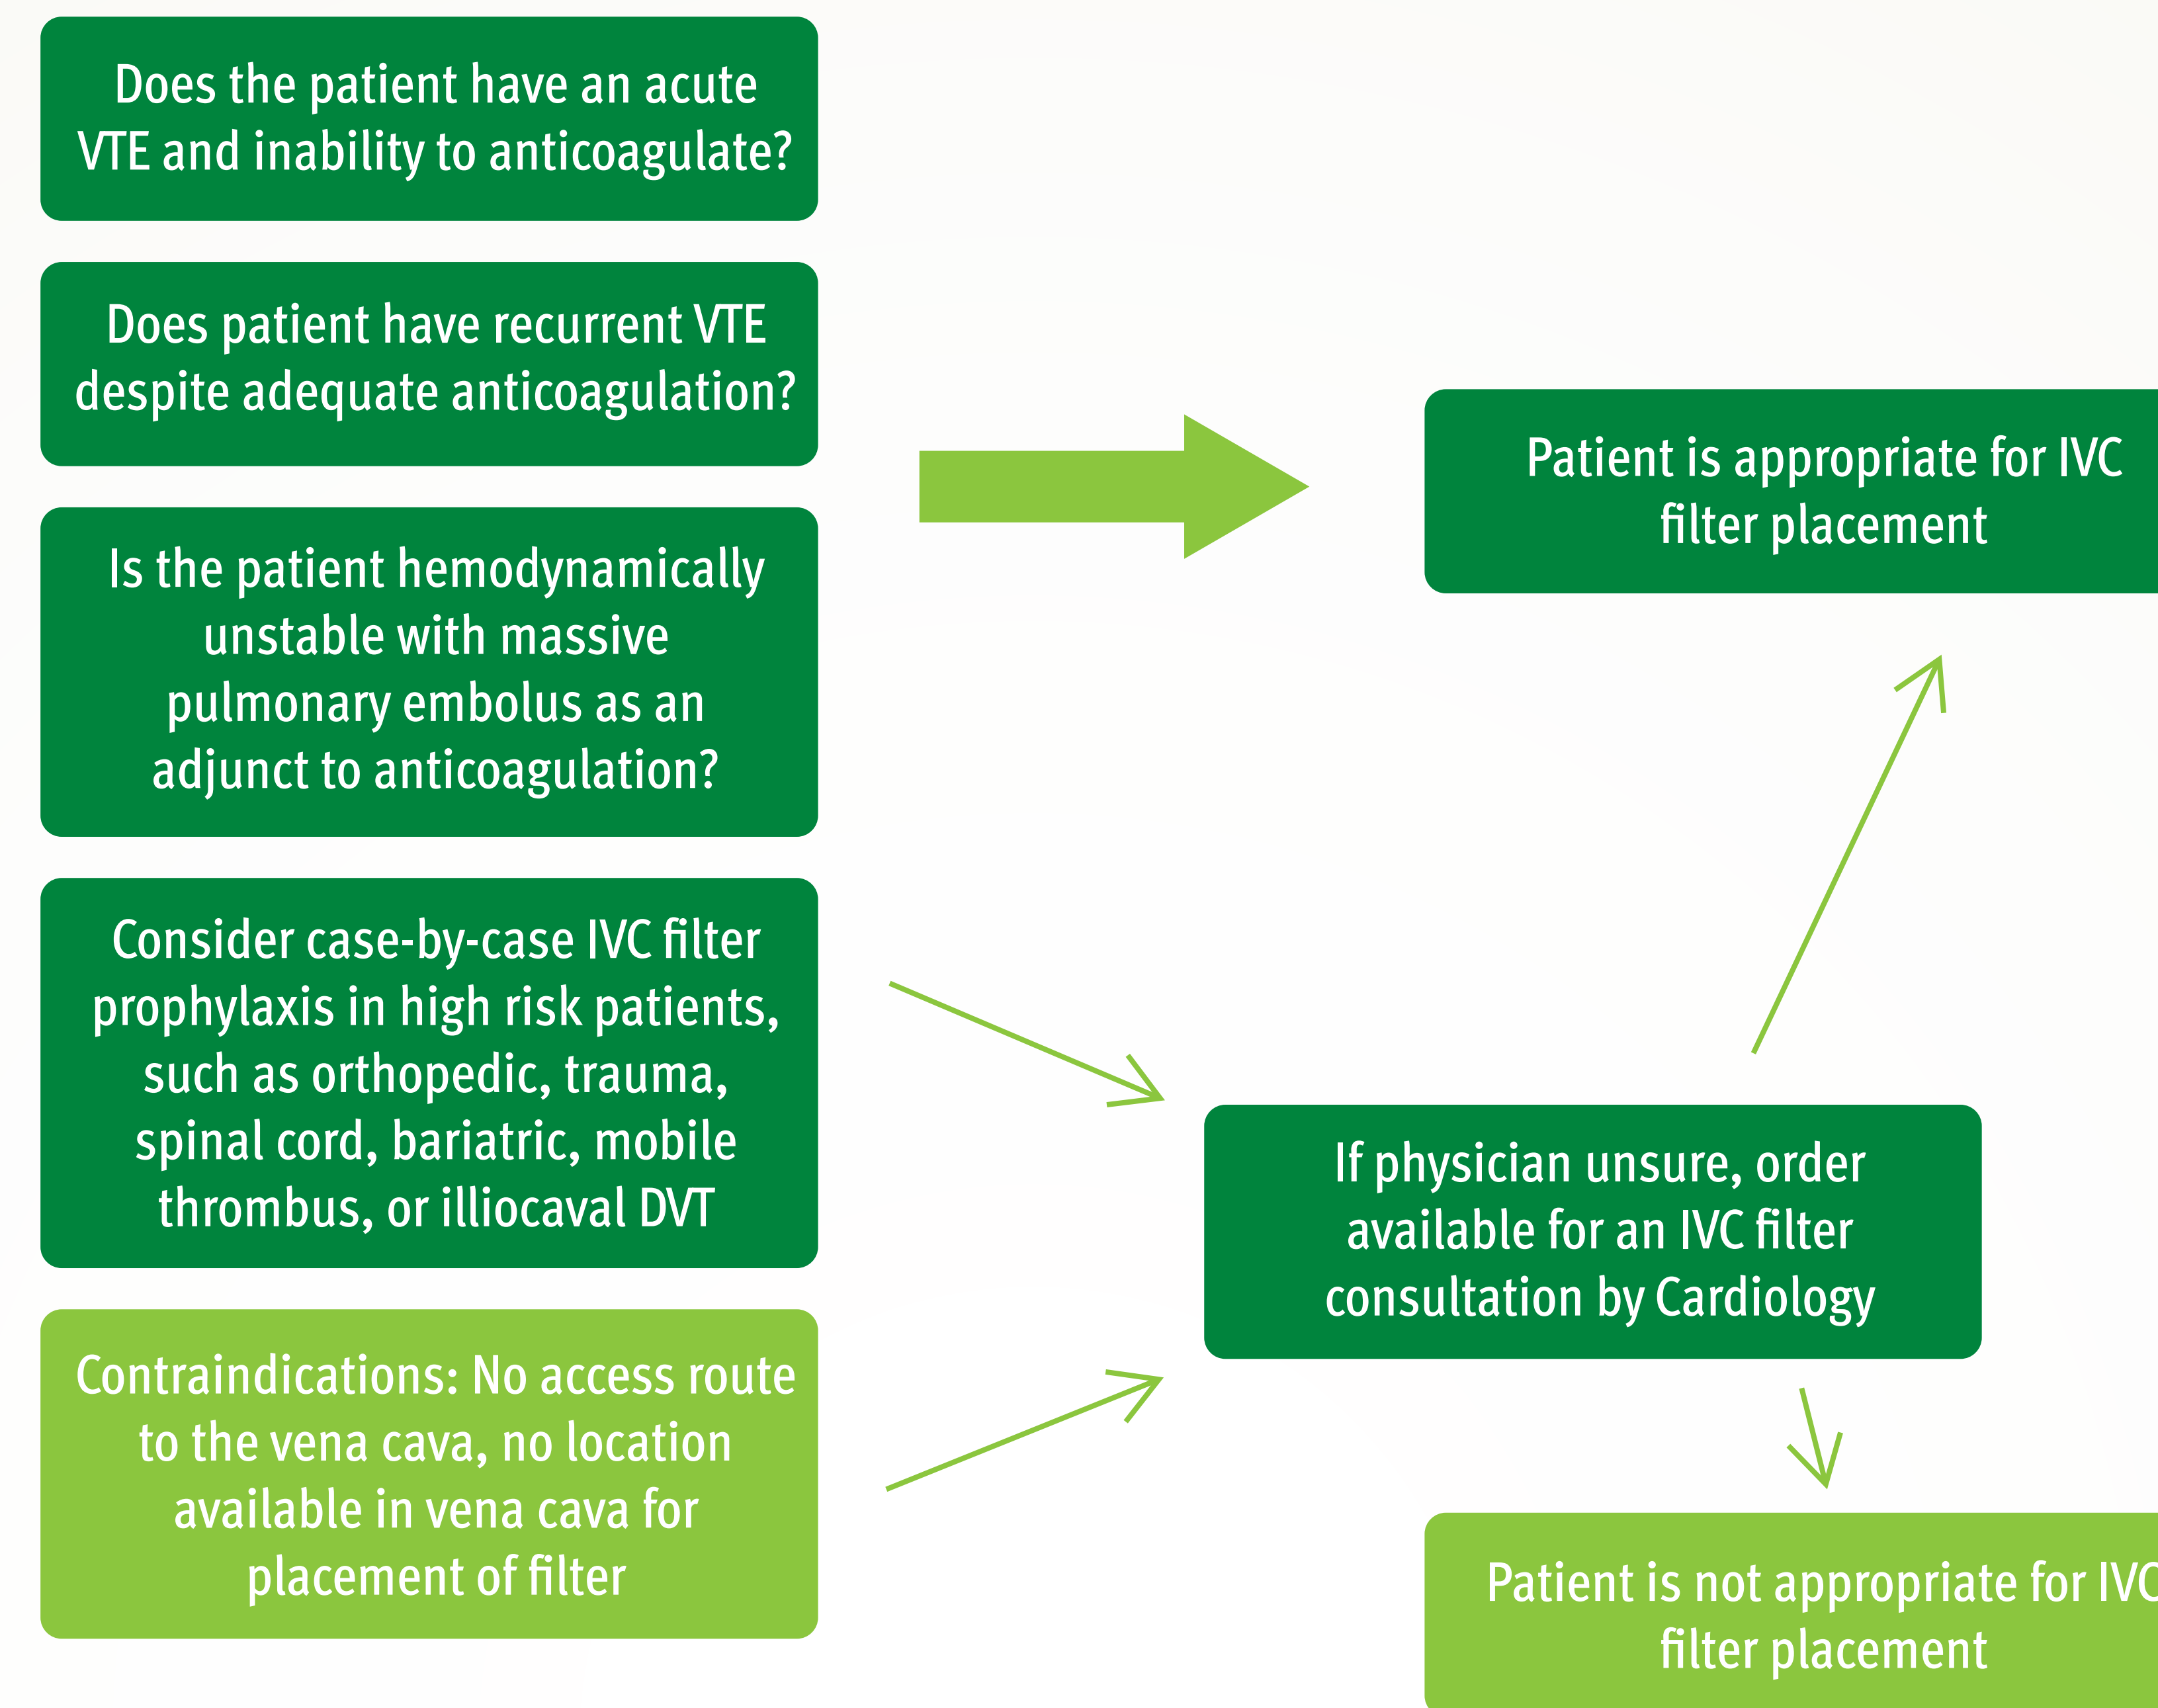 Does the patient have an acute
VTE and inability to anticoagulate?
Does patient have recurrent VTE
despite adequate anticoagulation?
Is the patient hemodynamically
unstable with massive
pulmonary embolus as an
adjunct to anticoagulation?
Consider case-by-case IVC filter
prophylaxis in high risk patients,
such as orthopedic, trauma,
spinal cord, bariatric, mobile
thrombus, or illiocaval DVT
Contraindications: No access route
to the vena cava, no location
available in vena cava for
placement of filter
Patient is appropriate for IVC
filter placement
If physician unsure, order
available for an IVC filter
consultation by Cardiology
Patient is not appropriate for IVC
filter placement